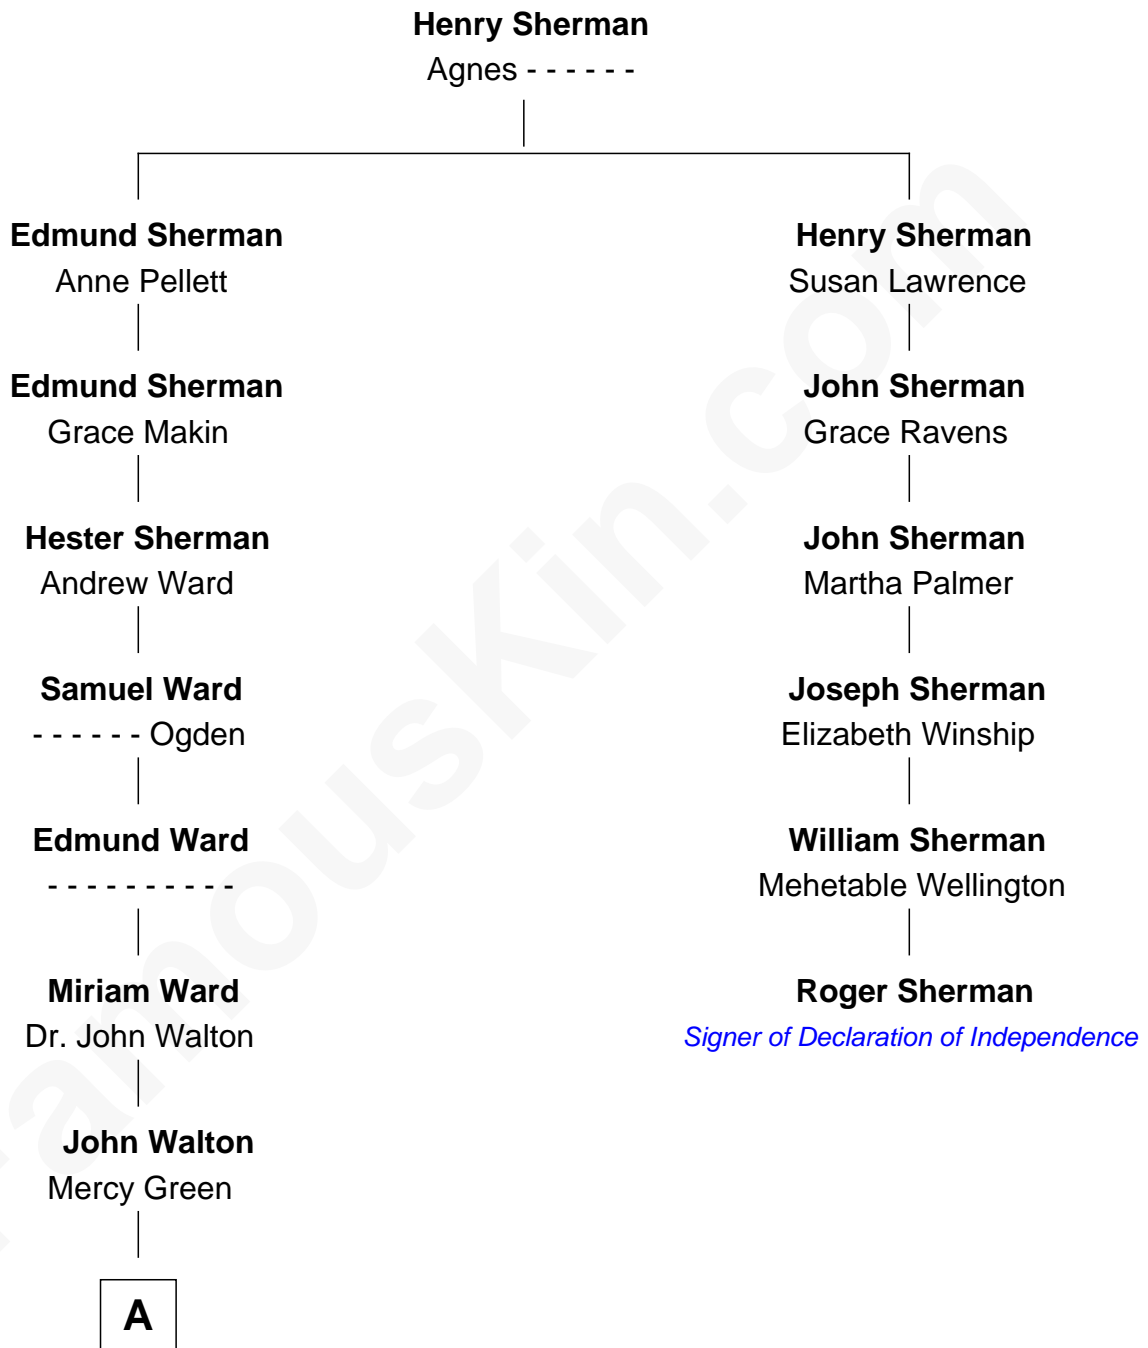 Henry Sherman
Agnes - - - - - -
Edmund Sherman
Anne Pellett
Edmund Sherman
Grace Makin
Hester Sherman
Andrew Ward
Samuel Ward
- - - - - - Ogden
Edmund Ward
- - - - - - - - - -
Miriam Ward
Dr. John Walton
John Walton
Mercy Green
A
Henry Sherman
Susan Lawrence
John Sherman
Grace Ravens
John Sherman
Martha Palmer
Joseph Sherman
Elizabeth Winship
William Sherman
Mehetable Wellington
Roger Sherman
Signer of Declaration of Independence
FamousKin.com